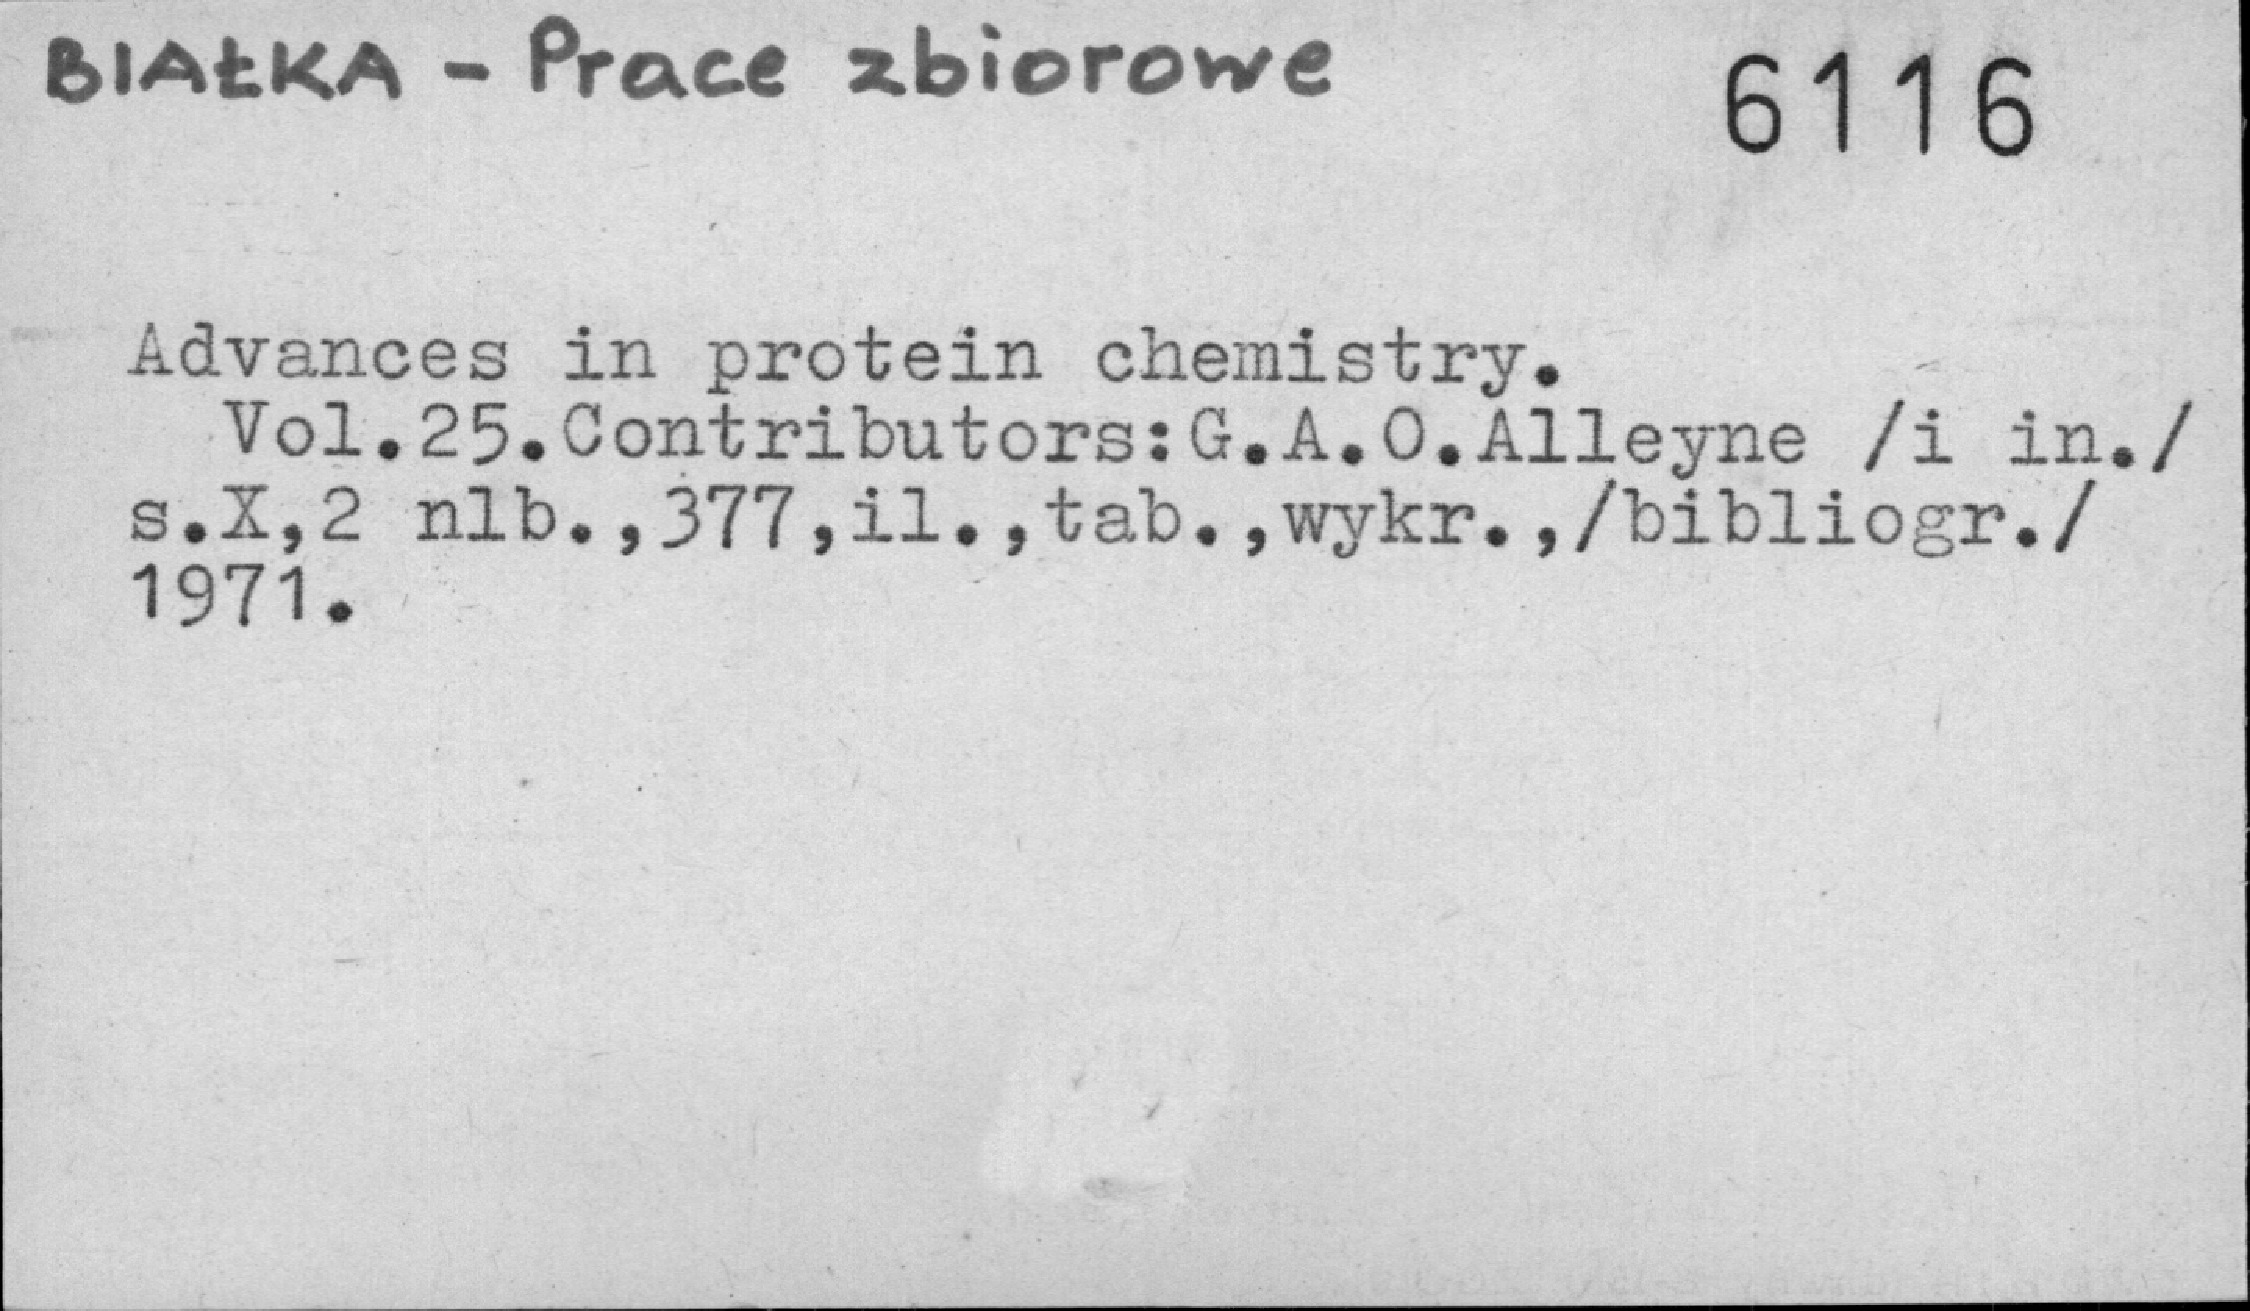 BIAŁKA - Prace zbiorowe
6116
Advances in protein chemistry.
Vol.25.Contributors:G.A.O.Alleyne /i in./
s.X,2 nlb.,377,il.,tab.,wykr.,/bibliogr./
1971.